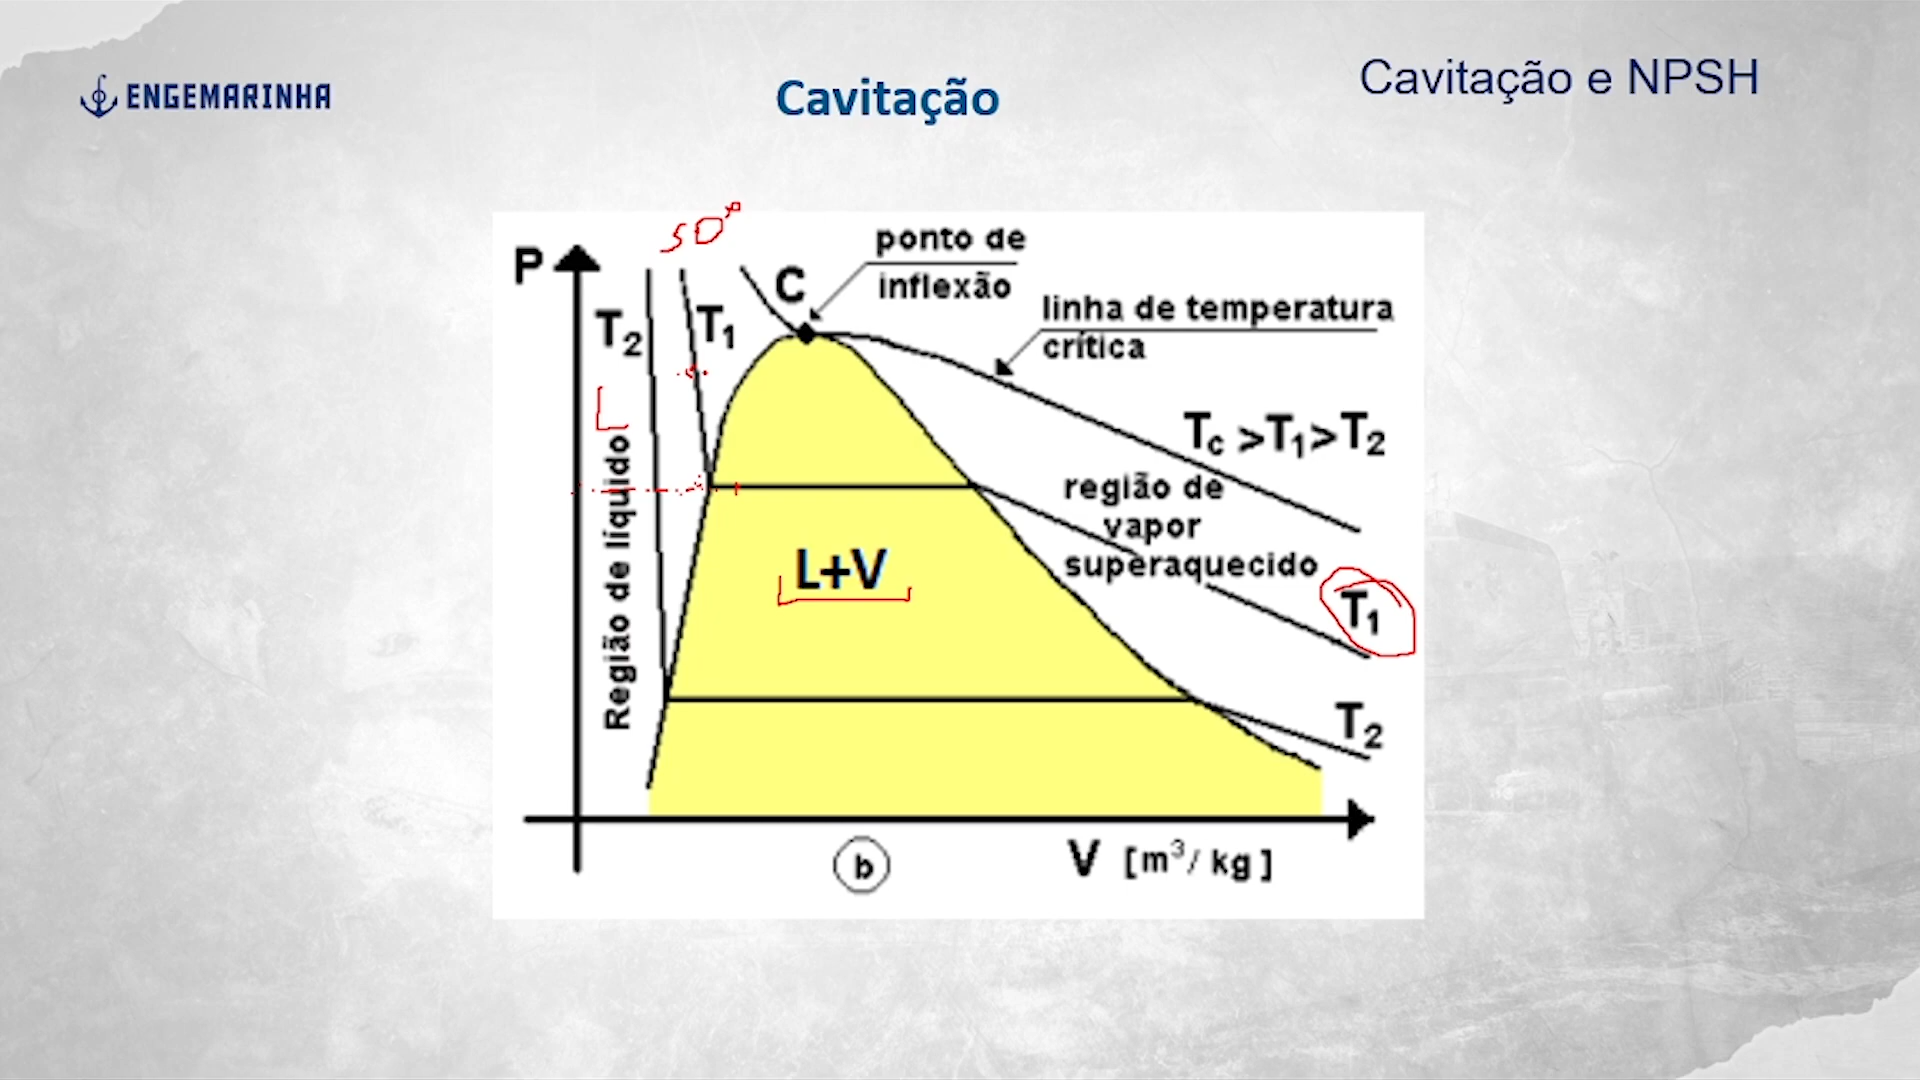 ENGEMARINHA
Cavitação
Cavitação e NPSH
50°
P
C
ponto de
inflexão
T2
T1
linha de temperatura
crítica
L
Tc >T1>T2
Região de líquido
região de
vapor
superaquecido
L+V
T1
T2
b
V [m³/ kg ]